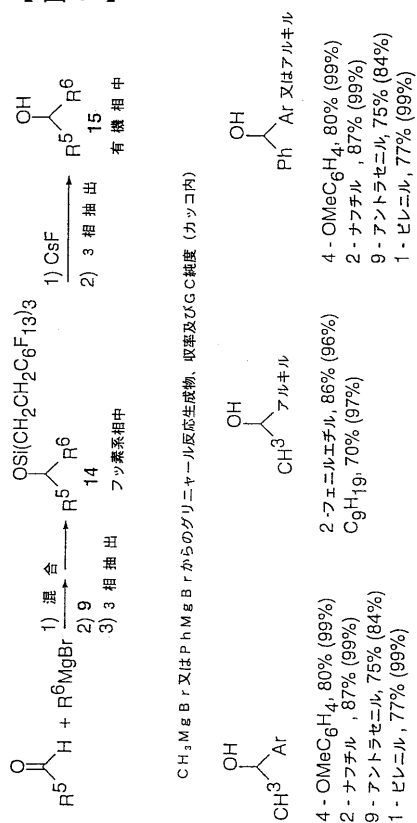 O
R⁵ H + R⁶MgBr
1) 混合
2) 9
3) 3相抽出
OSi(CH₂CH₂C₆F₁₃)₃
R⁵ R⁶
14
フッ素系相中
1) CsF
2) 3相抽出
OH
R⁵ R⁶
15
有機相中
CH₃MgBr又はPhMgBrからのグリニャール反応生成物、収率及びGC純度(カッコ内)
OH
CH³ Ar
4 - OMeC₆H₄, 80% (99%)
2 - ナフチル , 87% (99%)
9 - アントラセニル, 75% (84%)
1 - ピレニル, 77% (99%)
OH
CH³ アルキル
2 -フェニルエチル, 86% (96%)
C₉H₁₉, 70% (97%)
OH
Ph Ar 又はアルキル
4 - OMeC₆H₄, 80% (99%)
2 - ナフチル , 87% (99%)
9 - アントラセニル, 75% (84%)
1 - ピレニル, 77% (99%)